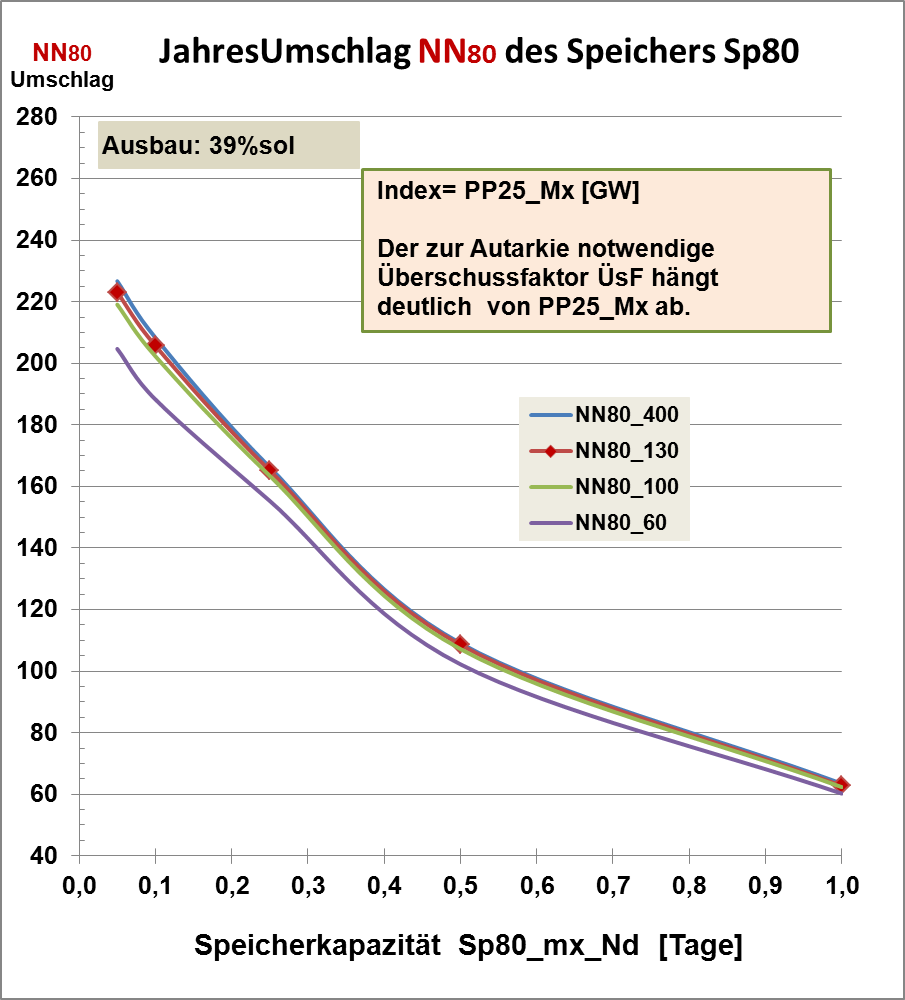 JahresUmschlag NN80 des Speichers Sp80
NN80
Umschlag
280
260
240
220
200
180
160
140
120
100
80
60
40
Ausbau: 39%sol
Index= PP25_Mx [GW]
Der zur Autarkie notwendige
Überschussfaktor ÜsF hängt
deutlich von PP25_Mx ab.
NN80_400
NN80_130
NN80_100
NN80_60
0,0 0,1 0,2 0,3 0,4 0,5 0,6 0,7 0,8 0,9 1,0
Speicherkapazität Sp80_mx_Nd [Tage]